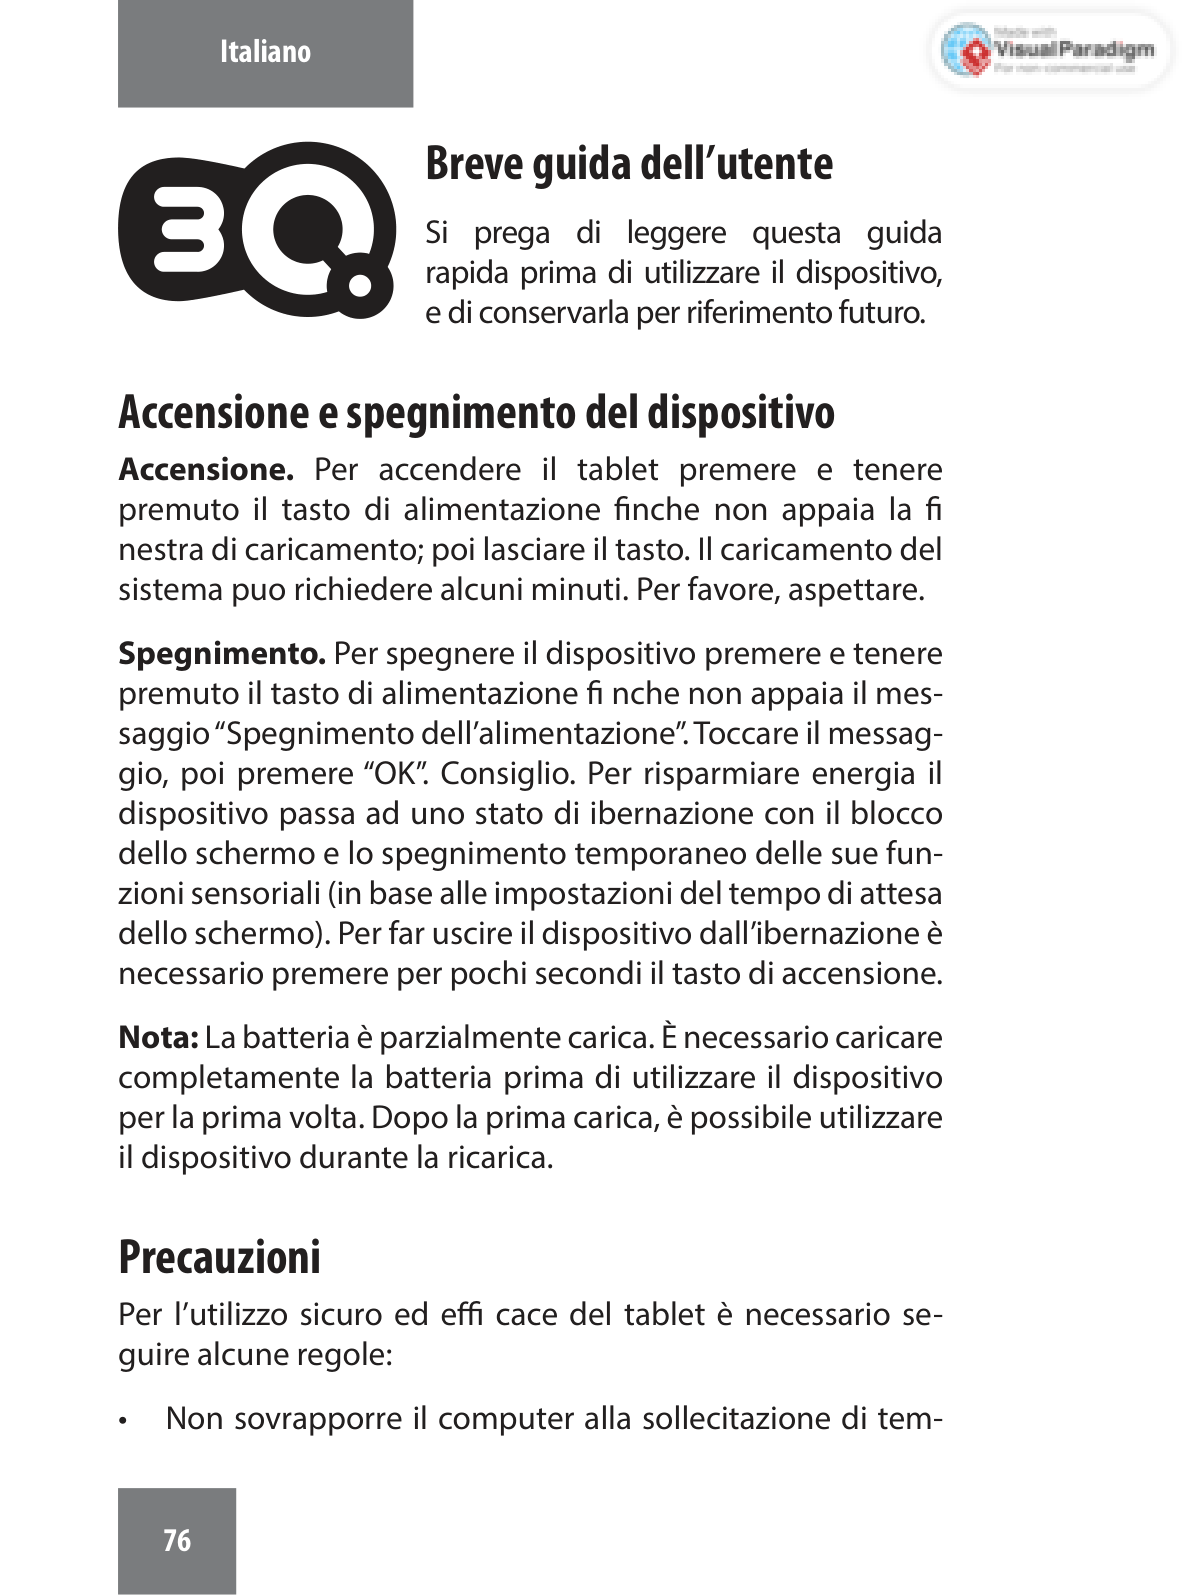 Italiano
Made with
Visual Paradigm
For non-commercial use
3Q
Breve guida dell’utente
Si prega di leggere questa guida
rapida prima di utilizzare il dispositivo,
e di conservarla per riferimento futuro.
Accensione e spegnimento del dispositivo
Accensione. Per accendere il tablet premere e tenere
premuto il tasto di alimentazione finche non appaia la fi
nestra di caricamento; poi lasciare il tasto. Il caricamento del
sistema puo richiedere alcuni minuti. Per favore, aspettare.
Spegnimento. Per spegnere il dispositivo premere e tenere
premuto il tasto di alimentazione fi nche non appaia il mes-
saggio “Spegnimento dell’alimentazione”. Toccare il messag-
gio, poi premere “OK”. Consiglio. Per risparmiare energia il
dispositivo passa ad uno stato di ibernazione con il blocco
dello schermo e lo spegnimento temporaneo delle sue fun-
zioni sensoriali (in base alle impostazioni del tempo di attesa
dello schermo). Per far uscire il dispositivo dall’ibernazione è
necessario premere per pochi secondi il tasto di accensione.
Nota: La batteria è parzialmente carica. È necessario caricare
completamente la batteria prima di utilizzare il dispositivo
per la prima volta. Dopo la prima carica, è possibile utilizzare
il dispositivo durante la ricarica.
Precauzioni
Per l’utilizzo sicuro ed effi cace del tablet è necessario se-
guire alcune regole:
• Non sovrapporre il computer alla sollecitazione di tem-
76